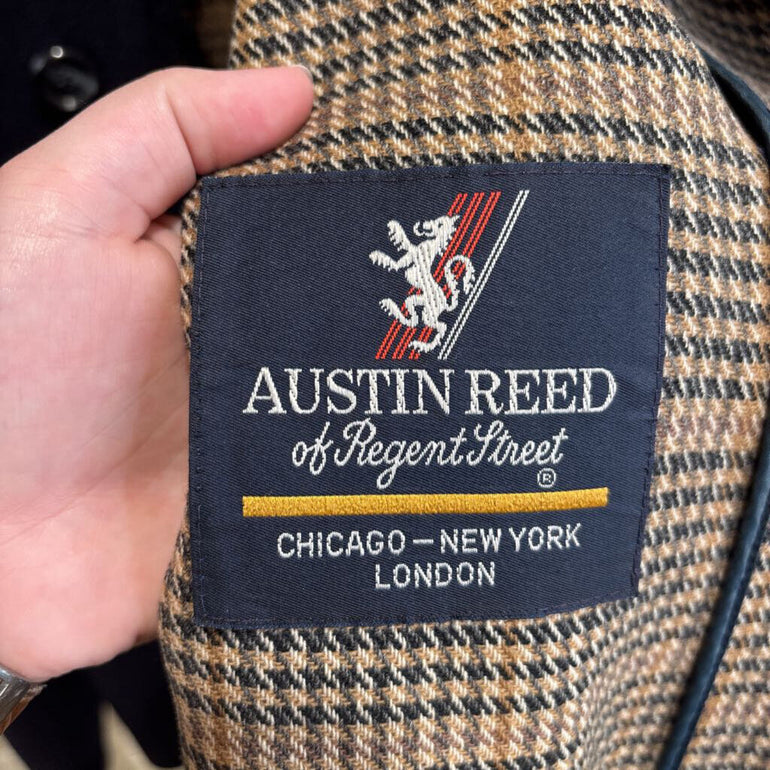 AUSTIN REED
of Regent Street
®
CHICAGO – NEW YORK
LONDON